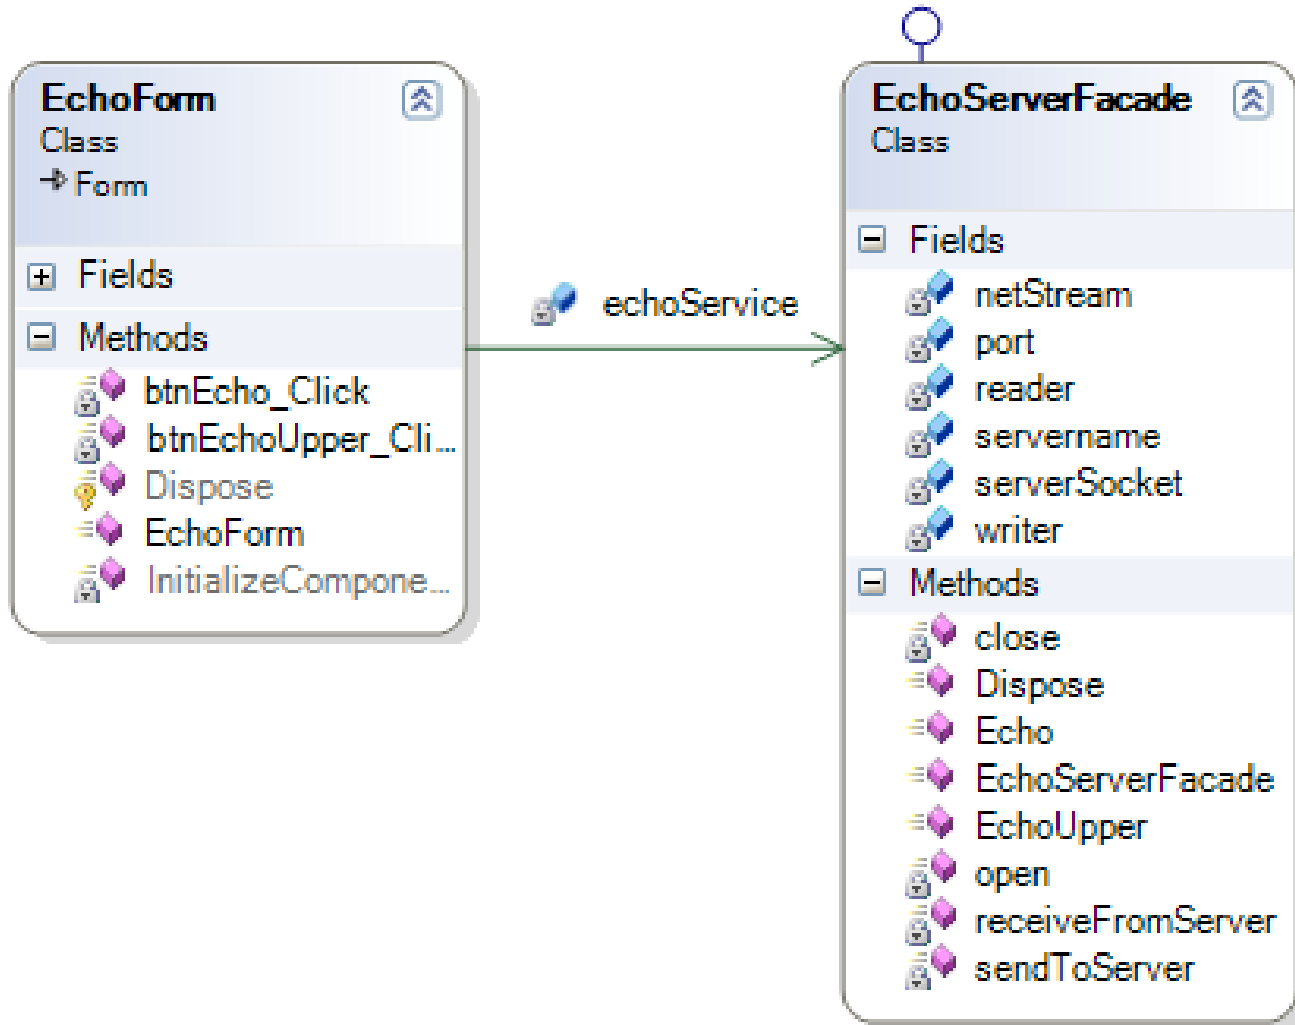 EchoForm
Class
Form
Fields
Methods
btnEcho_Click
btnEchoUpper_Cli...
Dispose
EchoForm
InitializeCompone...
echoService
EchoServerFacade
Class
Fields
netStream
port
reader
servername
serverSocket
writer
Methods
close
Dispose
Echo
EchoServerFacade
EchoUpper
open
receiveFromServer
sendToServer